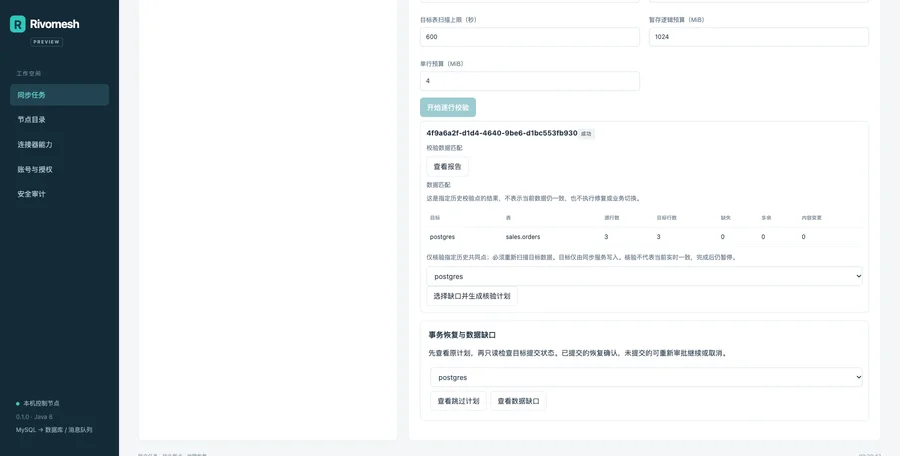 Rivomesh
PREVIEW
工作空间
同步任务
节点目录
连接器能力
账号与授权
安全审计
本机控制节点
0.1.0 · Java 8
MySQL → 数据库 / 消息队列
目标表扫描上限（秒） 暂存逻辑预算（MiB）
600 1024
单行预算（MiB）
4
开始逐行校验
4f9a6a2f-d1d4-4640-9be6-d1bc553fb930 成功
校验数据匹配
查看报告
数据匹配
这是指定历史校验点的结果，不表示当前数据仍一致，也不执行修复或业务切换。
目标 表 源行数 目标行数 缺失 多余 内容变更
postgres sales.orders 3 3 0 0 0
仅核验指定历史共同点：必须重新扫描目标数据。目标仅由同步服务写入。核验不代表当前实时一致，完成后仍暂停。
postgres
选择缺口并生成核验计划
事务恢复与数据缺口
先查看原计划，再只读检查目标提交状态。已提交的恢复确认，未提交的可重新审批继续或取消。
postgres
查看跳过计划 查看数据缺口